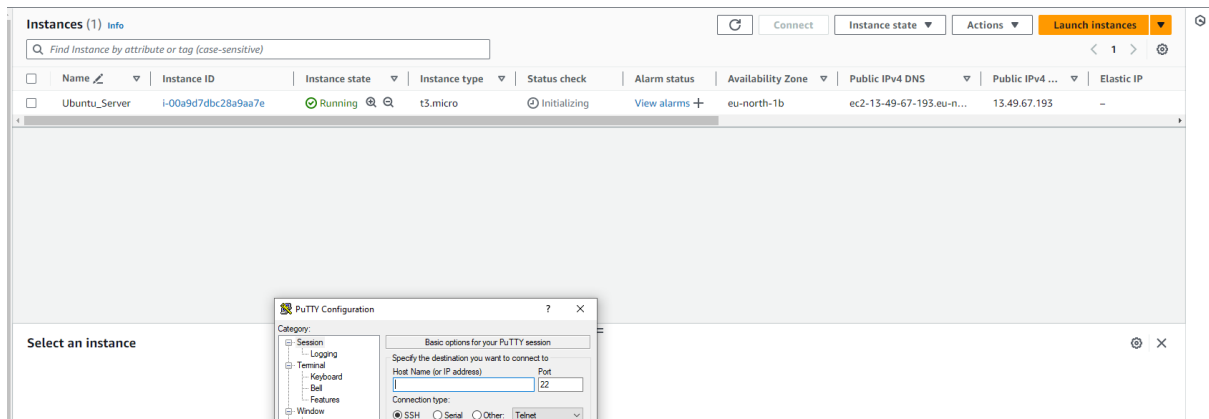 Instances (1) Info
Connect Instance state Actions Launch instances
Find Instance by attribute or tag (case-sensitive)
1
Name Instance ID Instance state Instance type Status check Alarm status Availability Zone Public IPv4 DNS Public IPv4 ... Elastic IP
Ubuntu_Server i-00a9d7dbc28a9aa7e Running t3.micro Initializing View alarms + eu-north-1b ec2-13-49-67-193.eu-n... 13.49.67.193 –
PuTTY Configuration ? ×
Category:
Select an instance
Session
Logging
Terminal
Keyboard
Bell
Features
Window
Basic options for your PuTTY session
Specify the destination you want to connect to
Host Name (or IP address) Port
22
Connection type:
SSH Serial Other: Telnet